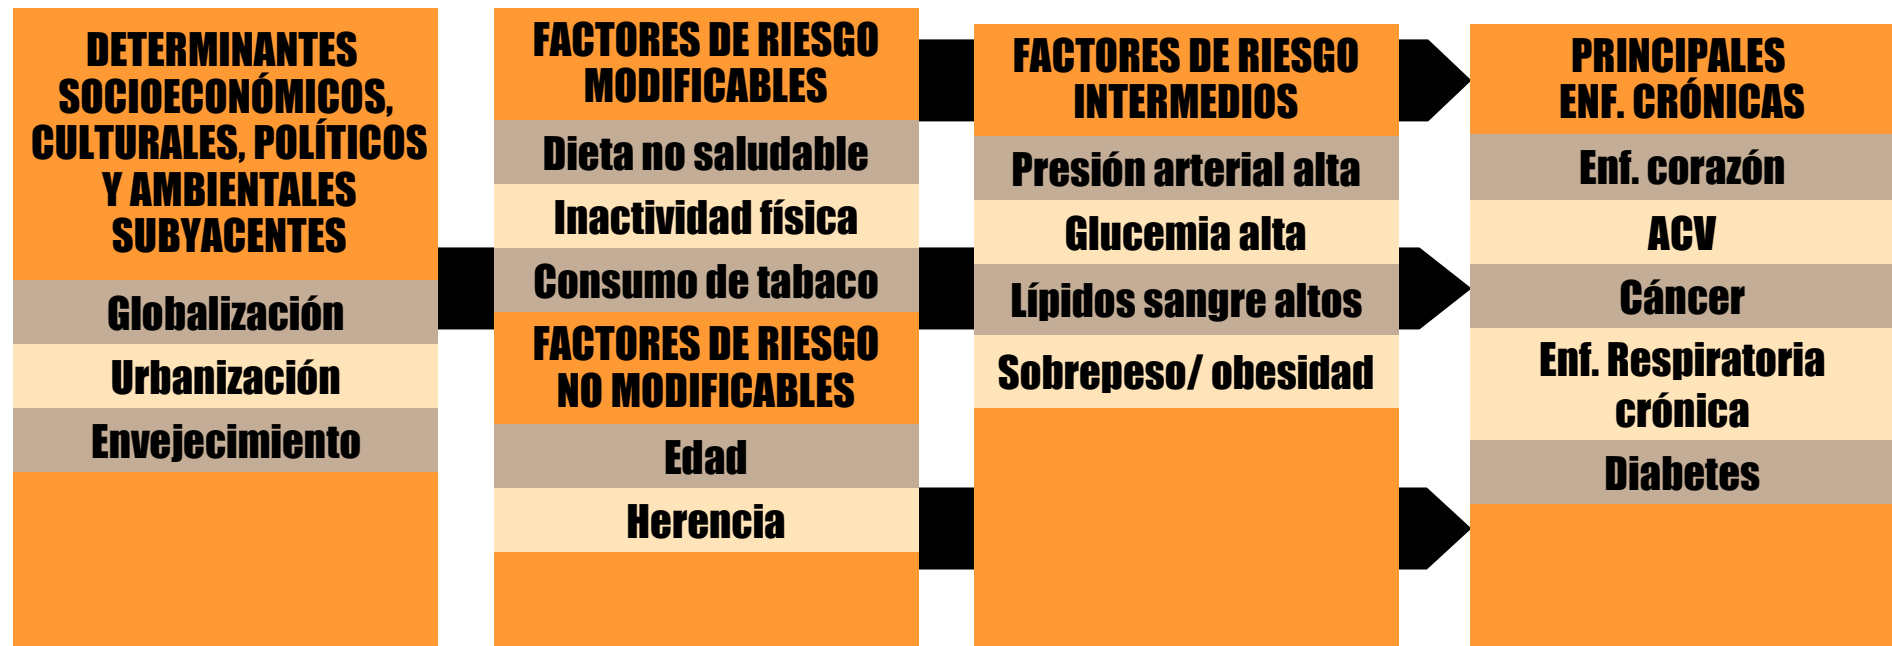 DETERMINANTES
SOCIOECONÓMICOS,
CULTURALES, POLÍTICOS
Y AMBIENTALES
SUBYACENTES
Globalización
Urbanización
Envejecimiento
FACTORES DE RIESGO
MODIFICABLES
Dieta no saludable
Inactividad física
Consumo de tabaco
FACTORES DE RIESGO
NO MODIFICABLES
Edad
Herencia
FACTORES DE RIESGO
INTERMEDIOS
Presión arterial alta
Glucemia alta
Lípidos sangre altos
Sobrepeso/ obesidad
PRINCIPALES
ENF. CRÓNICAS
Enf. corazón
ACV
Cáncer
Enf. Respiratoria
crónica
Diabetes